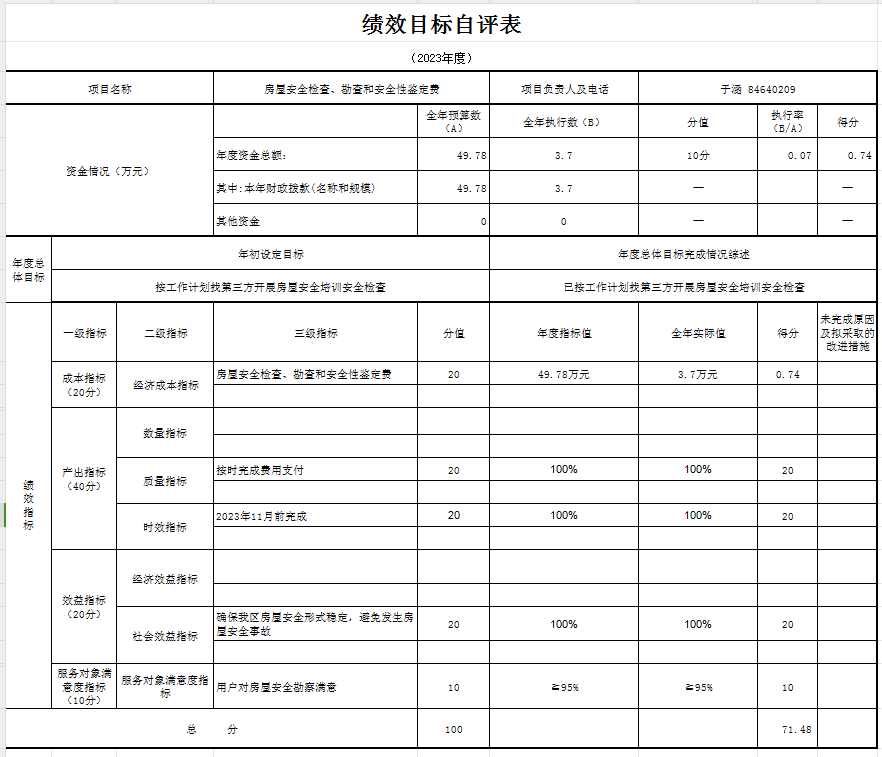 绩效目标自评表
（2023年度）
项目名称 房屋安全检查、勘查和安全性鉴定费 项目负责人及电话 于涵 84640209
资金情况（万元）
全年预算数
（A）
全年执行数（B）
分值
执行率
（B/A）
得分
年度资金总额: 49.78 3.7 10分 0.07 0.74
其中:本年财政拨款(名称和规模) 49.78 3.7 — —
其他资金 0 0 — —
年度总
体目标
年初设定目标 年度总体目标完成情况综述
按工作计划找第三方开展房屋安全培训安全检查 已按工作计划找第三方开展房屋安全培训安全检查
绩
效
指
标
一级指标 二级指标 三级指标 分值 年度指标值 全年实际值 得分
未完成原因
及拟采取的
改进措施
成本指标
（20分）
经济成本指标
房屋安全检查、勘查和安全性鉴定费 20 49.78万元 3.7万元 0.74
产出指标
（40分）
数量指标
质量指标
按时完成费用支付 20 100% 100% 20
时效指标
2023年11月前完成 20 100% 100% 20
效益指标
（20分）
经济效益指标
社会效益指标
确保我区房屋安全形式稳定，避免发生房
屋安全事故
20 100% 100% 20
服务对象满
意度指标
（10分）
服务对象满意度指
标
用户对房屋安全勘察满意 10 ≧95% ≧95% 10
总 分 100 71.48